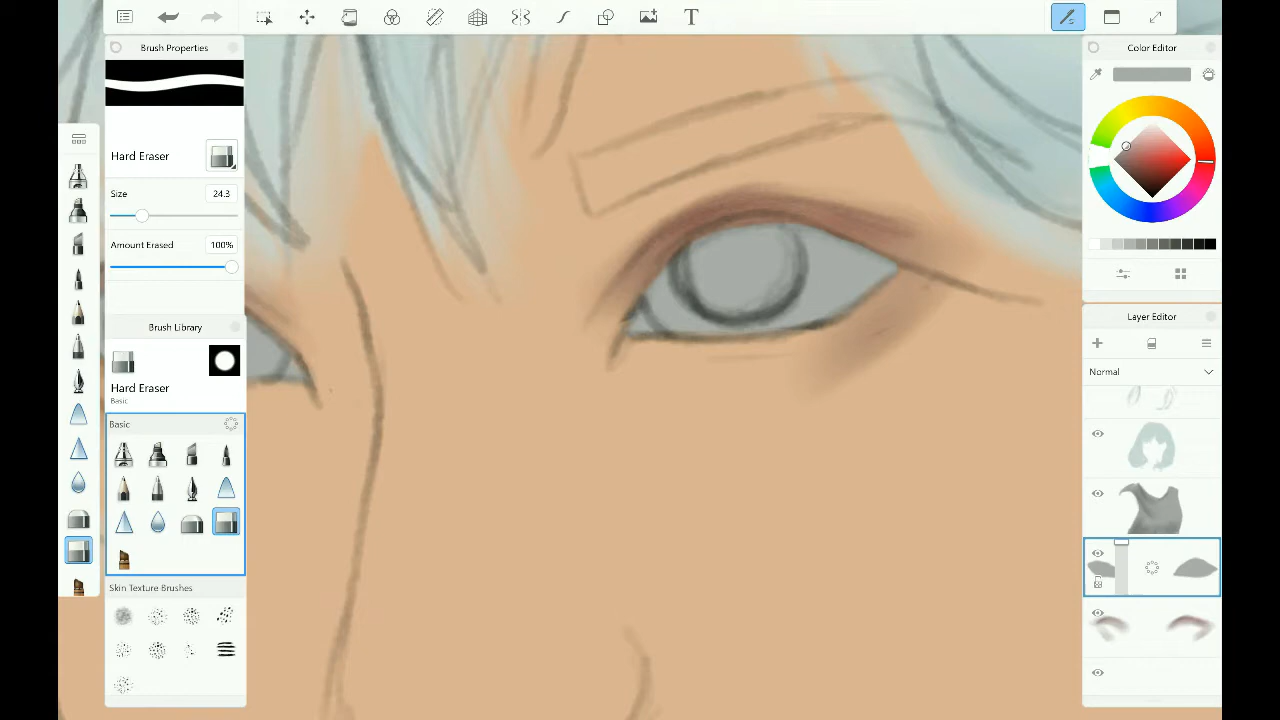 T
Brush Properties
Hard Eraser
Size
24.3
Amount Erased
100%
Brush Library
Hard Eraser
Basic
Basic
Skin Texture Brushes
Color Editor
Layer Editor
Normal